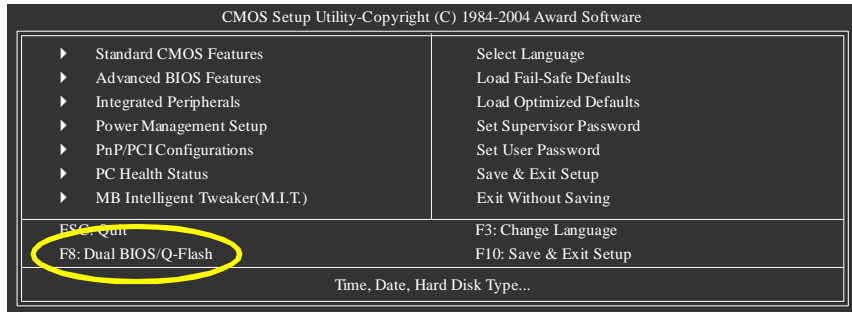 CMOS Setup Utility-Copyright (C) 1984-2004 Award Software
Standard CMOS Features
Advanced BIOS Features
Integrated Peripherals
Power Management Setup
PnP/PCI Configurations
PC Health Status
MB Intelligent Tweaker(M.I.T.)
Select Language
Load Fail-Safe Defaults
Load Optimized Defaults
Set Supervisor Password
Set User Password
Save & Exit Setup
Exit Without Saving
ESC: Quit
F8: Dual BIOS/Q-Flash
F3: Change Language
F10: Save & Exit Setup
Time, Date, Hard Disk Type...